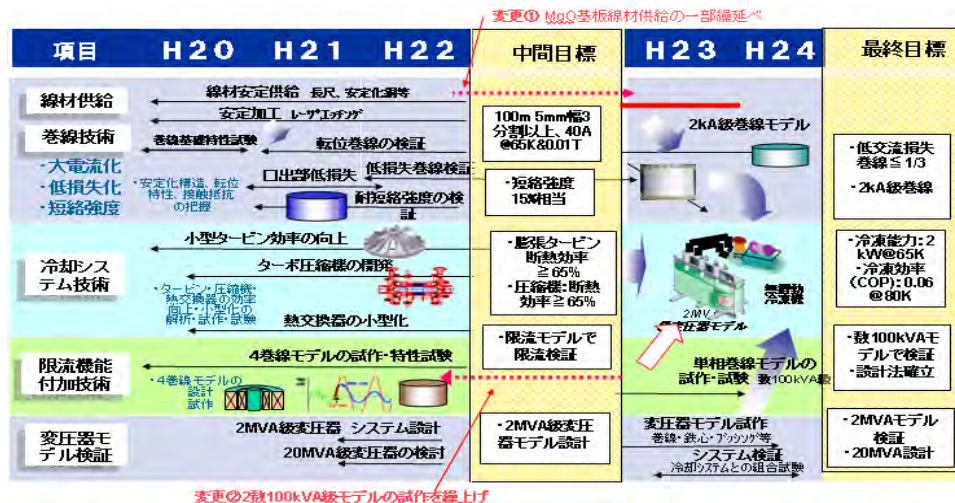 変更① MgO基板線材供給の一部繰延べ
項目
H20
H21
H22
中間目標
H23
H24
最終目標
線材供給
線材安定供給 長尺、安定化銅等
安定加工 レーザエッチング
100m 5mm幅3
分割以上、40A
@65K&0.01T
巻線技術
・大電流化
・低損失化
・短絡強度
巻線基礎特性試験
転位巻線の検証
2kA級巻線モデル
低損失巻線検証
口出部低損失
・安定化構造、転位
特性、接触抵抗
の把握
耐短絡強度の検
証
・短絡強度
15%相当
・低交流損失
巻線≦1/3
・2kA級巻線
冷却シス
テム技術
小型タービン効率の向上
ターボ圧縮機の開発
・タービン・圧縮機・
熱交換器の効率
向上・小型化の
解析・試作・試験
熱交換器の小型化
・膨張タービン
断熱効率
≧65%
・圧縮機:断熱
効率≧65%
2MV
変圧器モデル
冷凍機
・冷凍能力:2
kW@65K
・冷凍効率
(COP):0.06
@80K
限流機能
付加技術
4巻線モデルの試作・特性試験
・4巻線モデルの
設計
試作
・限流モデルで
限流検証
単相巻線モデルの
試作・試験 数100kVA級
・数100kVAモ
デルで検証
・設計法確立
変圧器モ
デル検証
2MVA級変圧器 システム設計
20MVA級変圧器の検討
・2MVA級変圧
器モデル設計
変圧器モデル試作
巻線・鉄心・ブッシング等
システム検証
冷却システムとの組合試験
・2MVAモデル
検証
・20MVA設計
変更②2数100kVA級モデルの試作を繰上げ